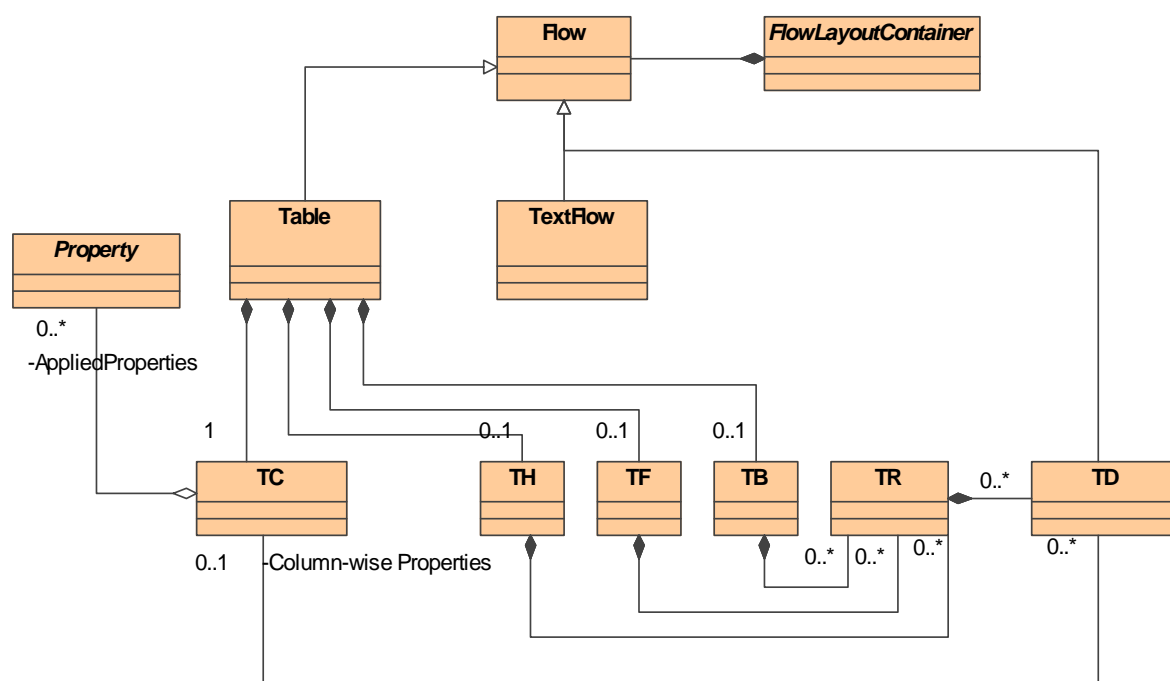 Flow
FlowLayoutContainer
Table
TextFlow
Property
0..*
-AppliedProperties
1
0..1
0..1
0..1
TC
TH
TF
TB
TR
0..*
TD
0..1
-Column-wise Properties
0..*
0..*
0..*
0..*